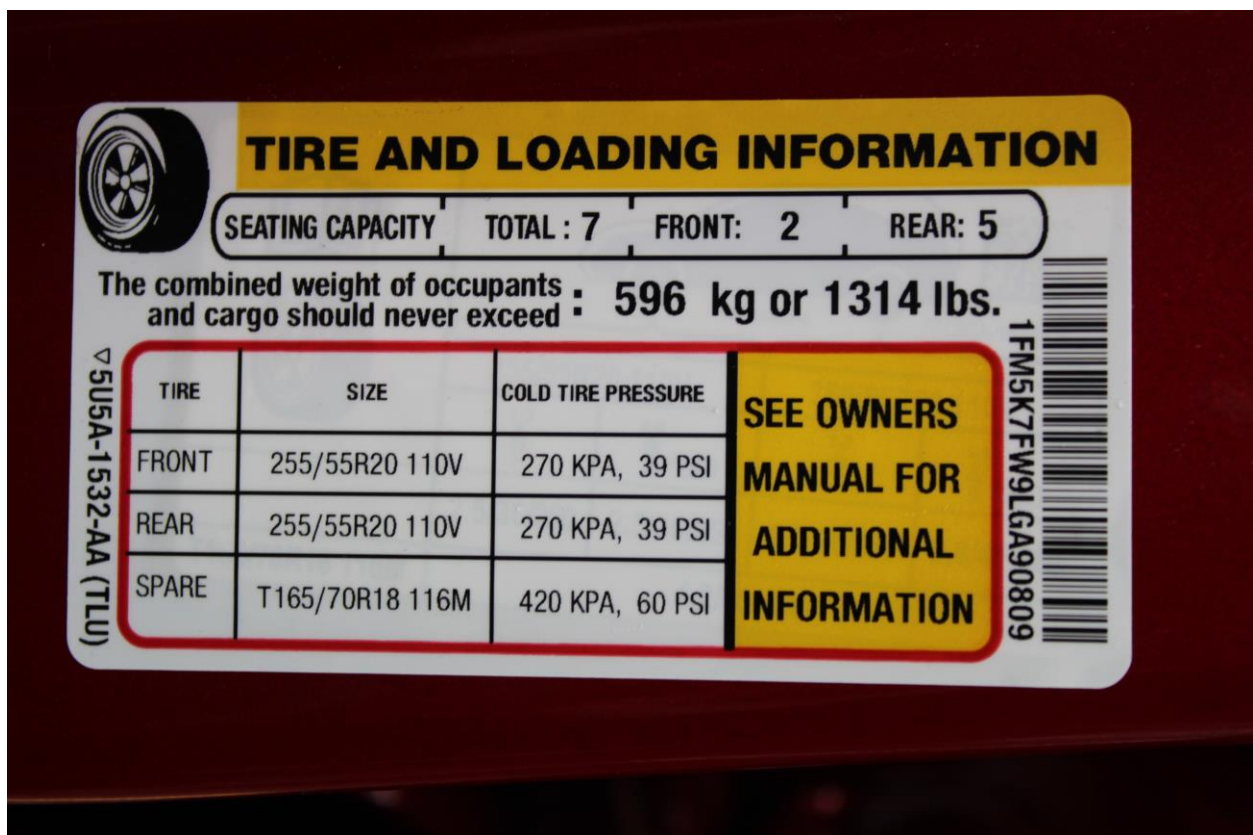 TIRE AND LOADING INFORMATION
SEATING CAPACITY TOTAL : 7 FRONT: 2 REAR: 5
The combined weight of occupants
and cargo should never exceed : 596 kg or 1314 lbs.
TIRE SIZE COLD TIRE PRESSURE
FRONT 255/55R20 110V 270 KPA, 39 PSI
REAR 255/55R20 110V 270 KPA, 39 PSI
SPARE T165/70R18 116M 420 KPA, 60 PSI
SEE OWNERS
MANUAL FOR
ADDITIONAL
INFORMATION
▽5U5A-1532-AA (TLU)
1FM5K7FW9LGA90809